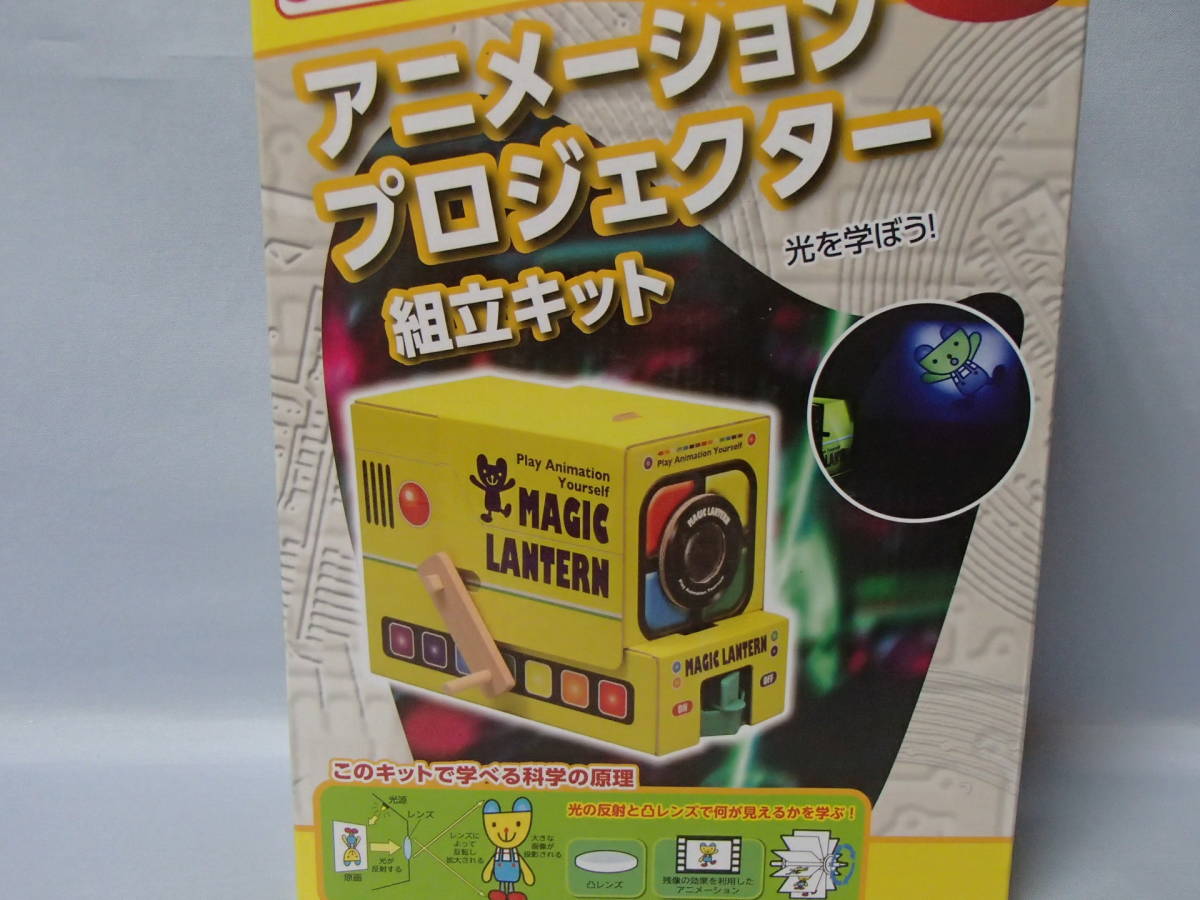 アニメーション
プロジェクター
組立キット
光を学ぼう!
Play Animation
Yourself
MAGIC
LANTERN
Play Animation Yourself
MAGIC LANTERN
Play Animation Yourself
MAGIC LANTERN
ON
OFF
このキットで学べる科学の原理
光の反射と凸レンズで何が見えるかを学ぶ!
光源
レンズ
光が
反射する
原画
レンズに
よって
反転し
拡大される
大きな
画像が
投影される
凸レンズ
残像の効果を利用した
アニメーション